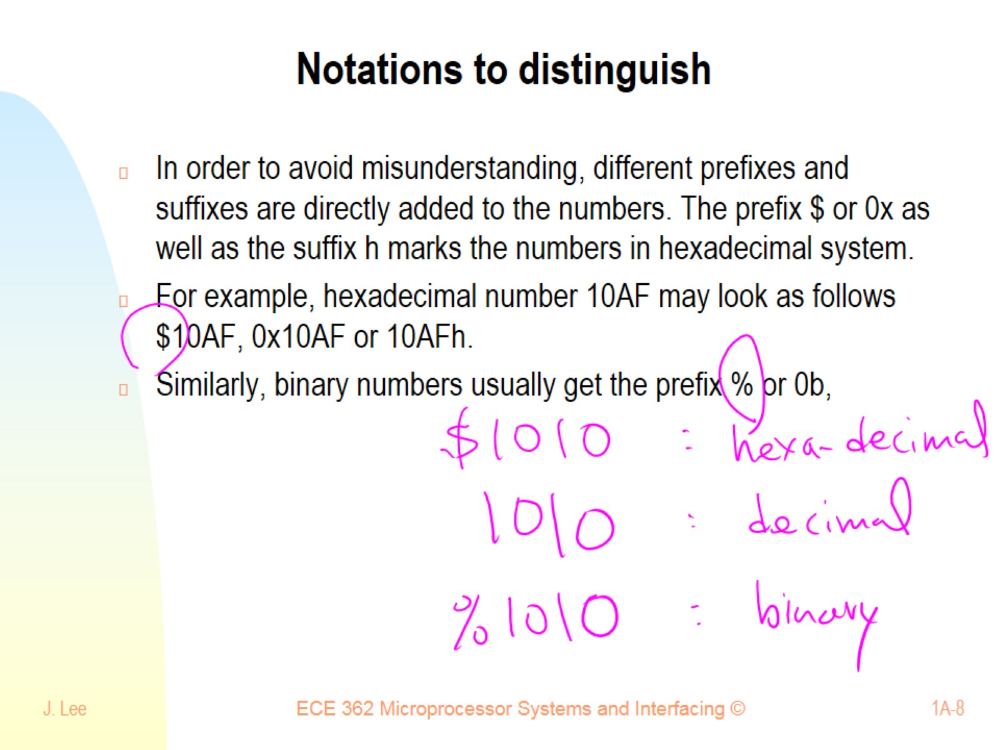 Notations to distinguish
In order to avoid misunderstanding, different prefixes and
suffixes are directly added to the numbers. The prefix $ or 0x as
well as the suffix h marks the numbers in hexadecimal system.
For example, hexadecimal number 10AF may look as follows
$10AF, 0x10AF or 10AFh.
Similarly, binary numbers usually get the prefix % or 0b,
$1010 : hexa-decimal
1010 : decimal
%1010 : binary
J. Lee ECE 362 Microprocessor Systems and Interfacing © 1A-8